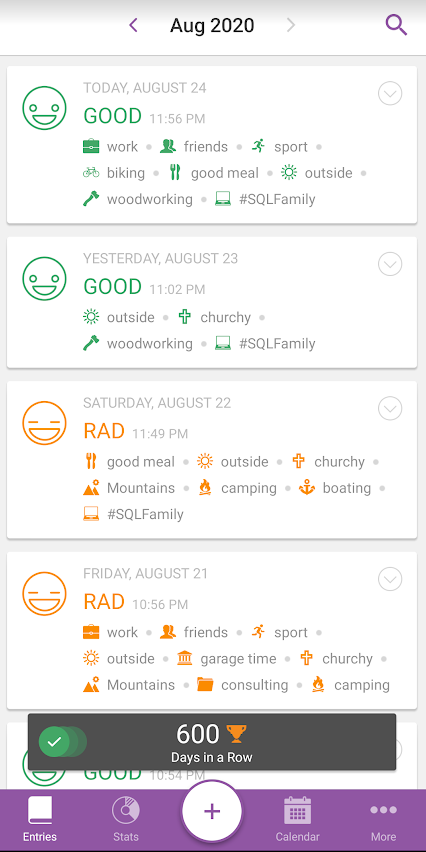 Aug 2020
TODAY, AUGUST 24
GOOD 11:56 PM
work friends sport
biking good meal outside
woodworking #SQLFamily
YESTERDAY, AUGUST 23
GOOD 11:02 PM
outside churchy
woodworking #SQLFamily
SATURDAY, AUGUST 22
RAD 11:49 PM
good meal outside churchy
Mountains camping boating
#SQLFamily
FRIDAY, AUGUST 21
RAD 10:56 PM
work friends sport
outside garage time churchy
Mountains consulting camping
600
Days in a Row
GOOD 10:54 PM
Entries Stats Calendar More